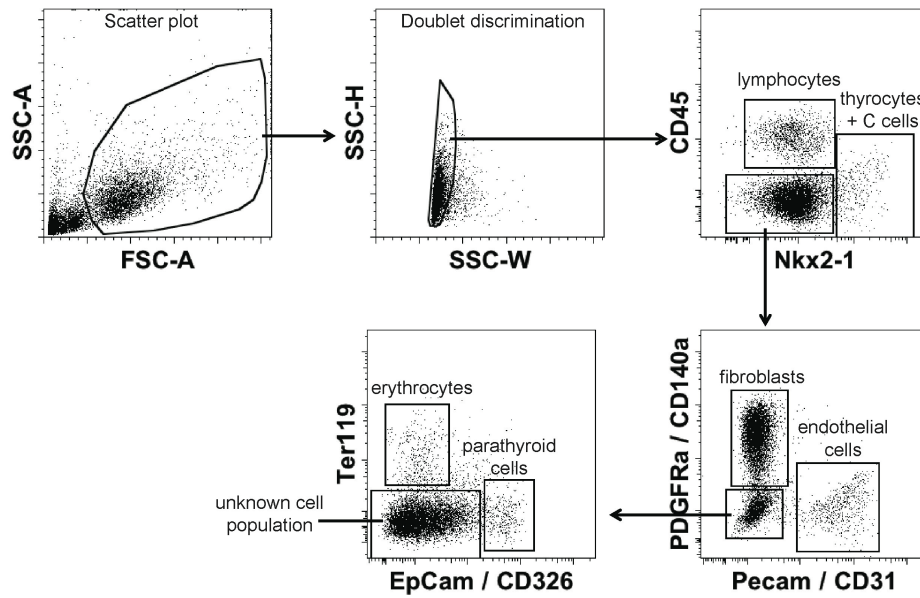 Scatter plot
SSC-A
FSC-A
Doublet discrimination
SSC-H
SSC-W
CD45
lymphocytes
thyrocytes
+ C cells
Nkx2-1
PDGFRa / CD140a
fibroblasts
endothelial
cells
Pecam / CD31
Ter119
erythrocytes
parathyroid
cells
unknown cell
population
EpCam / CD326